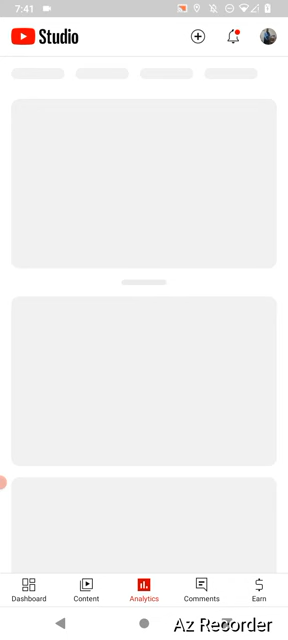 7:41
Studio
Dashboard
Content
Analytics
Comments
Earn
Az Recorder